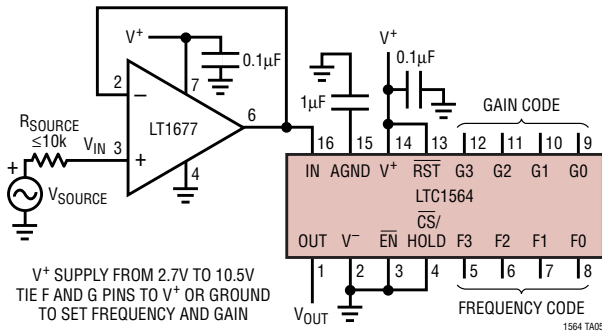 V+
0.1µF
2
7
−
LT1677
6
RSOURCE
≤10k
VIN
3
+
4
+
VSOURCE
V+
0.1µF
1µF
GAIN CODE
16 15 14 13 12 11 10 9
IN AGND V+ RST G3 G2 G1 G0
LTC1564
CS/
OUT V− EN HOLD F3 F2 F1 F0
1 2 3 4 5 6 7 8
VOUT
FREQUENCY CODE
V+ SUPPLY FROM 2.7V TO 10.5V
TIE F AND G PINS TO V+ OR GROUND
TO SET FREQUENCY AND GAIN
1564 TA05